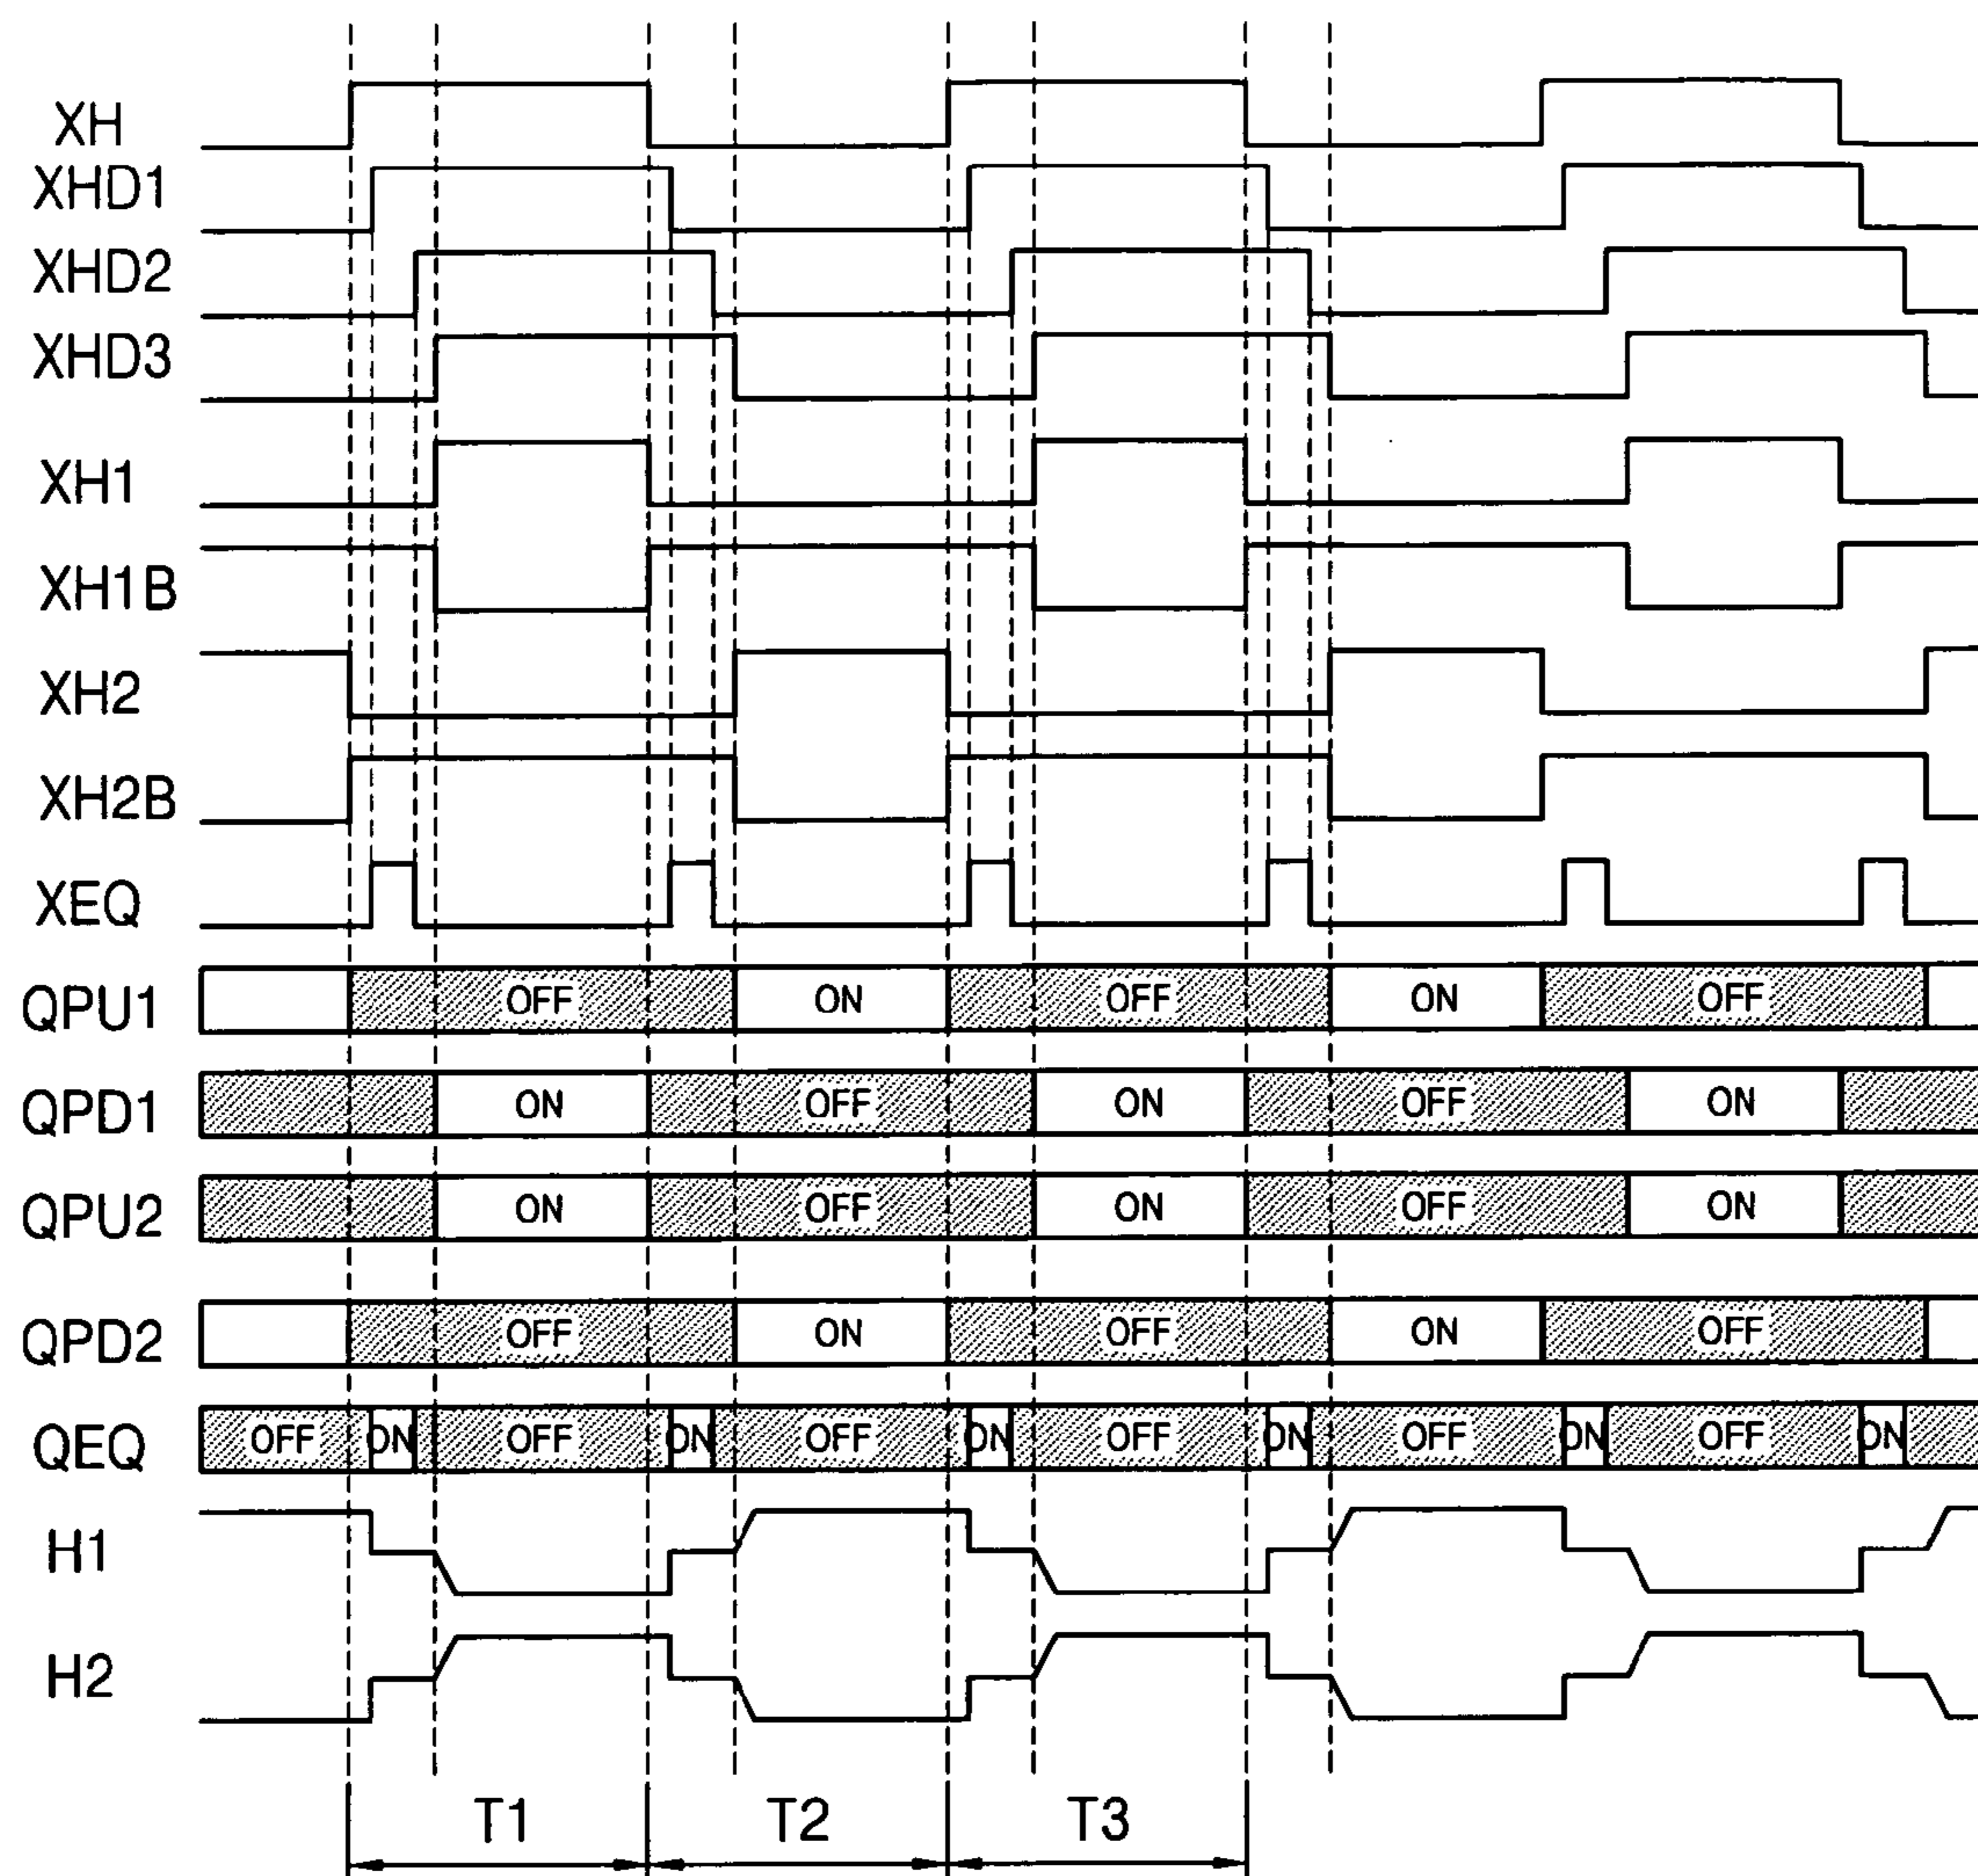 XH
XHD1
XHD2
XHD3
XH1
XH1B
XH2
XH2B
XEQ
QPU1 OFF ON OFF ON OFF
QPD1 ON OFF ON OFF ON
QPU2 ON OFF ON OFF ON
QPD2 OFF ON OFF ON OFF
QEQ OFF ON OFF ON OFF ON OFF ON OFF ON OFF ON
H1
H2
T1 T2 T3